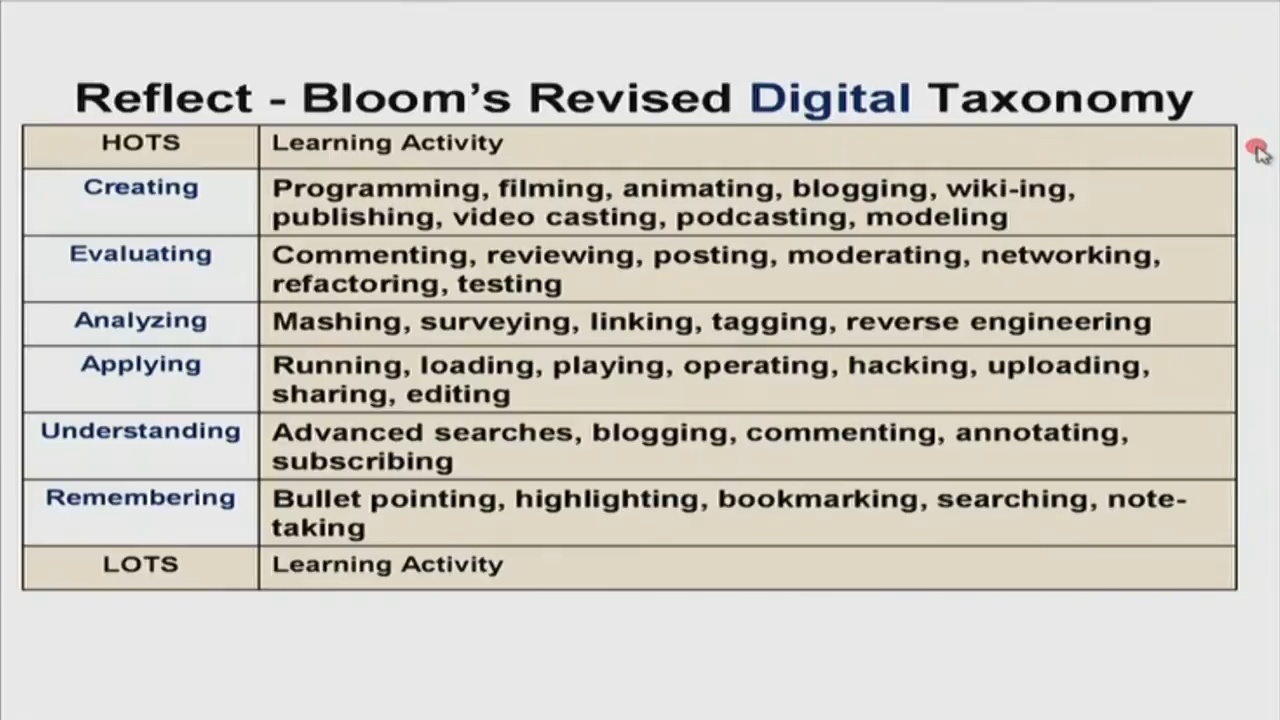 Reflect - Bloom's Revised Digital Taxonomy
HOTS Learning Activity
Creating Programming, filming, animating, blogging, wiki-ing,
publishing, video casting, podcasting, modeling
Evaluating Commenting, reviewing, posting, moderating, networking,
refactoring, testing
Analyzing Mashing, surveying, linking, tagging, reverse engineering
Applying Running, loading, playing, operating, hacking, uploading,
sharing, editing
Understanding Advanced searches, blogging, commenting, annotating,
subscribing
Remembering Bullet pointing, highlighting, bookmarking, searching, note-
taking
LOTS Learning Activity